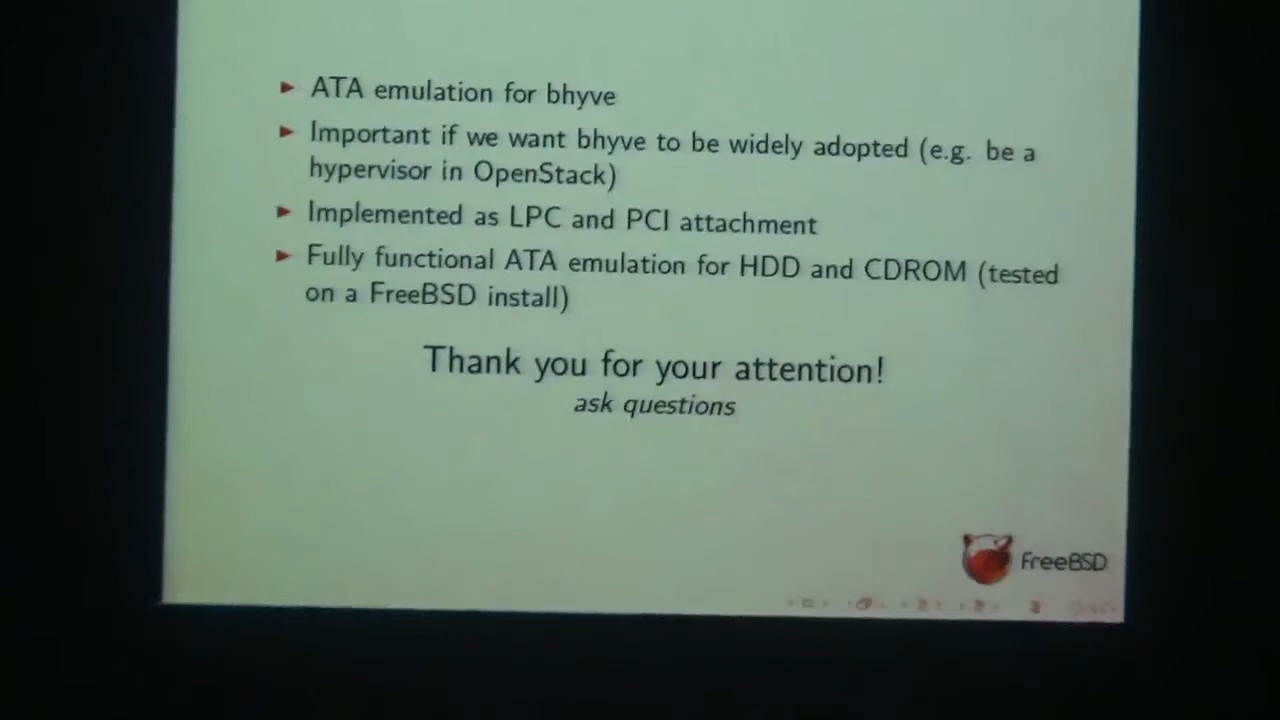 ATA emulation for bhyve
Important if we want bhyve to be widely adopted (e.g. be a
hypervisor in OpenStack)
Implemented as LPC and PCI attachment
Fully functional ATA emulation for HDD and CDROM (tested
on a FreeBSD install)
Thank you for your attention!
ask questions
FreeBSD